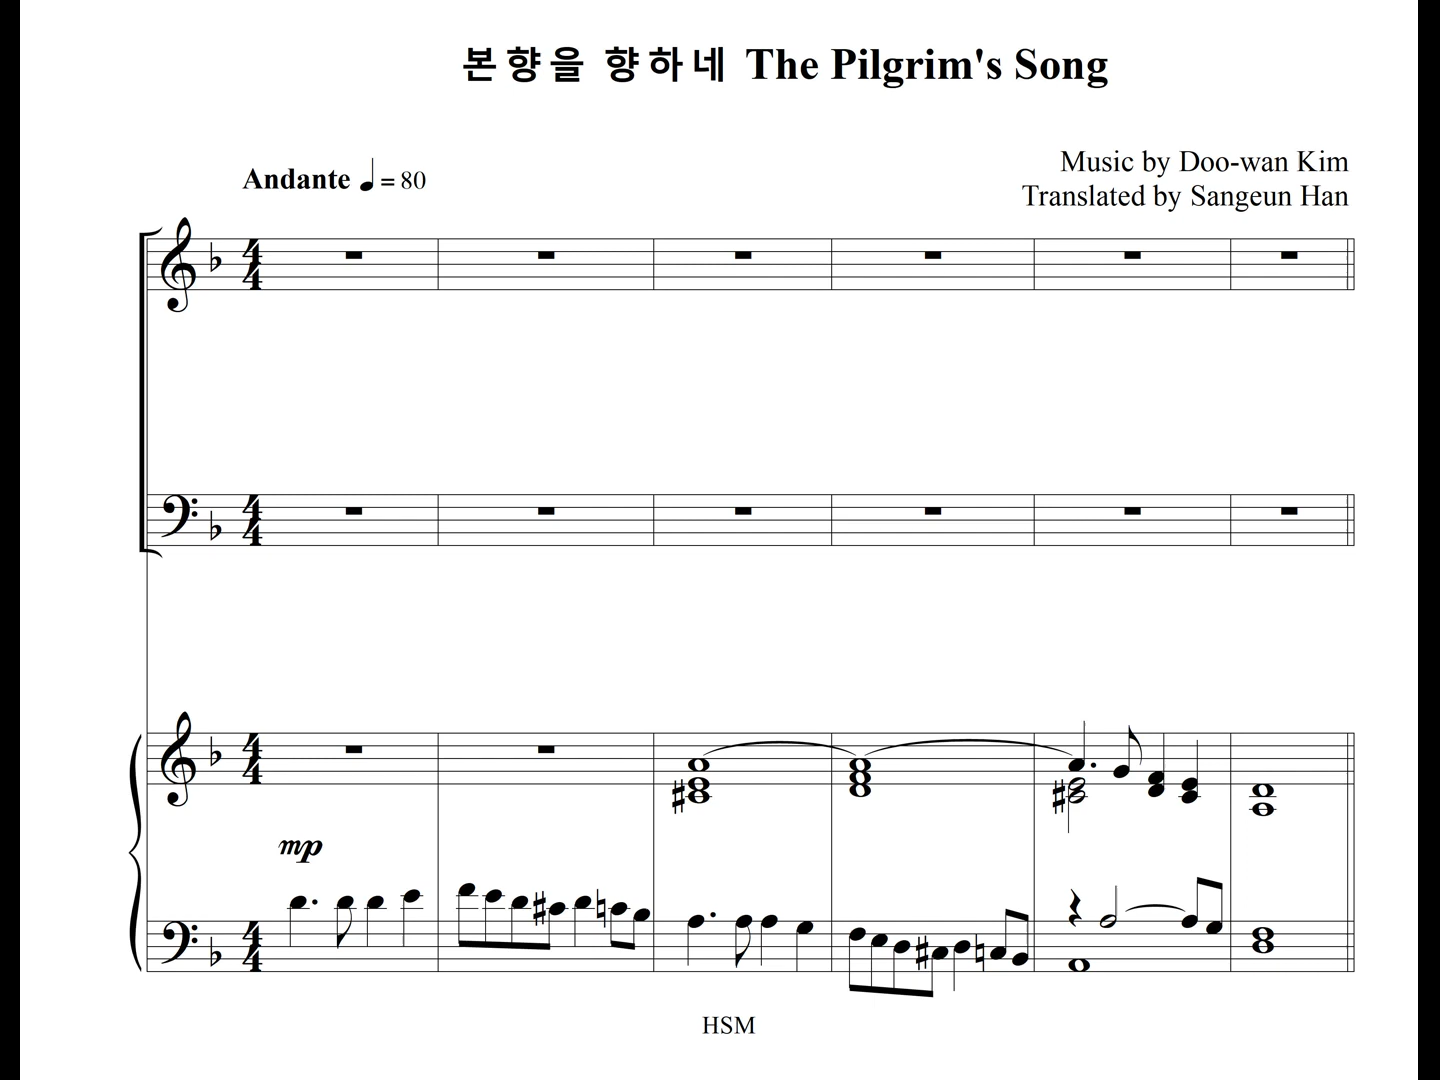 본향을 향하네 The Pilgrim's Song
Music by Doo-wan Kim
Andante ♩ = 80
Translated by Sangeun Han
mp
HSM